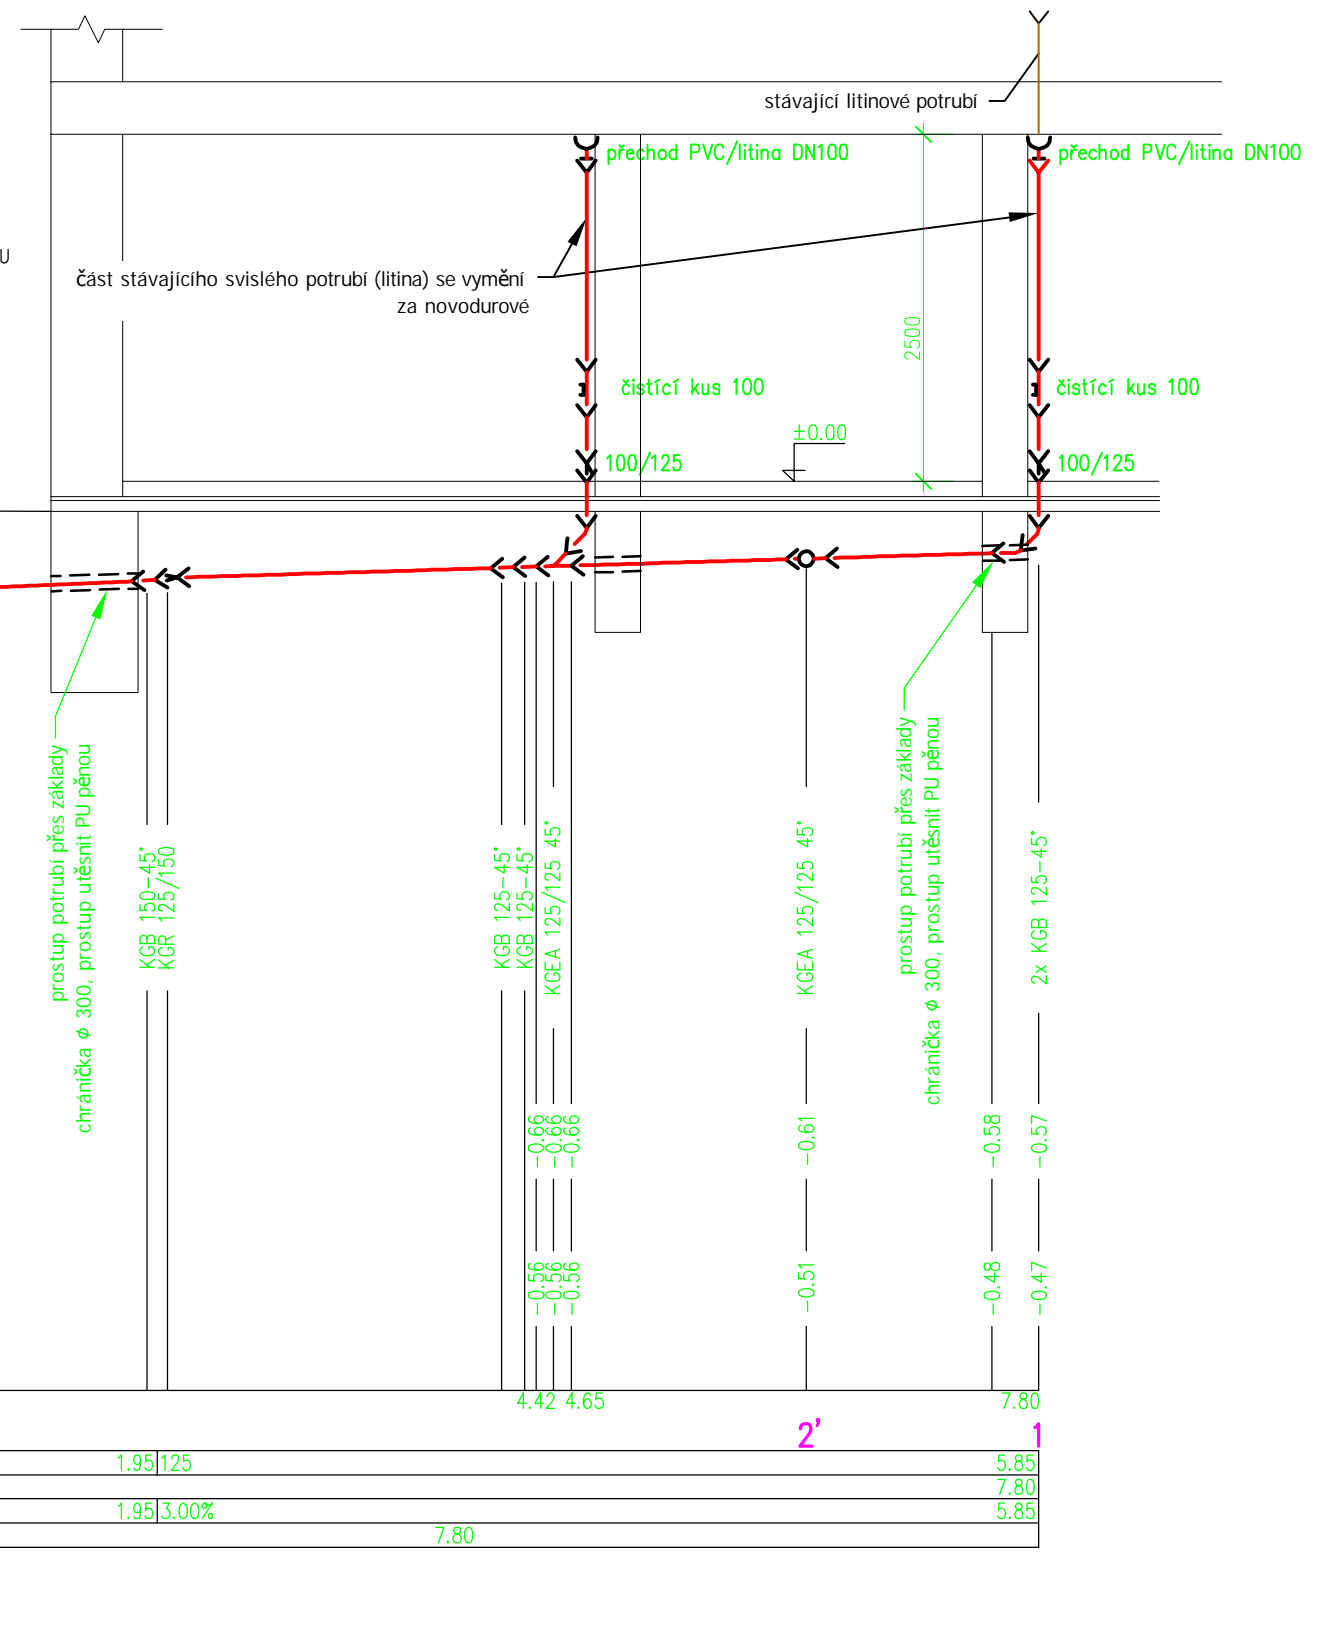 stávající litinové potrubí
přechod PVC/litina DN100
přechod PVC/litina DN100
U
část stávajícího svislého potrubí (litina) se vymění
za novodurové
2500
čistící kus 100
čistící kus 100
±0.00
100/125
100/125
prostup potrubí přes základy
chránička ϕ 300, prostup utěsnit PU pěnou
KGB 150-45°
KGR 125/150
KGB 125-45°
KGB 125-45°
KGEA 125/125 45°
KGEA 125/125 45°
prostup potrubí přes základy
chránička ϕ 300, prostup utěsnit PU pěnou
2x KGB 125-45°
-0.66
-0.66
-0.66
-0.61
-0.58
-0.57
-0.56
-0.56
-0.56
-0.51
-0.48
-0.47
4.42 4.65 7.80
2' 1
1.95 125 5.85
7.80
1.95 3.00% 5.85
7.80